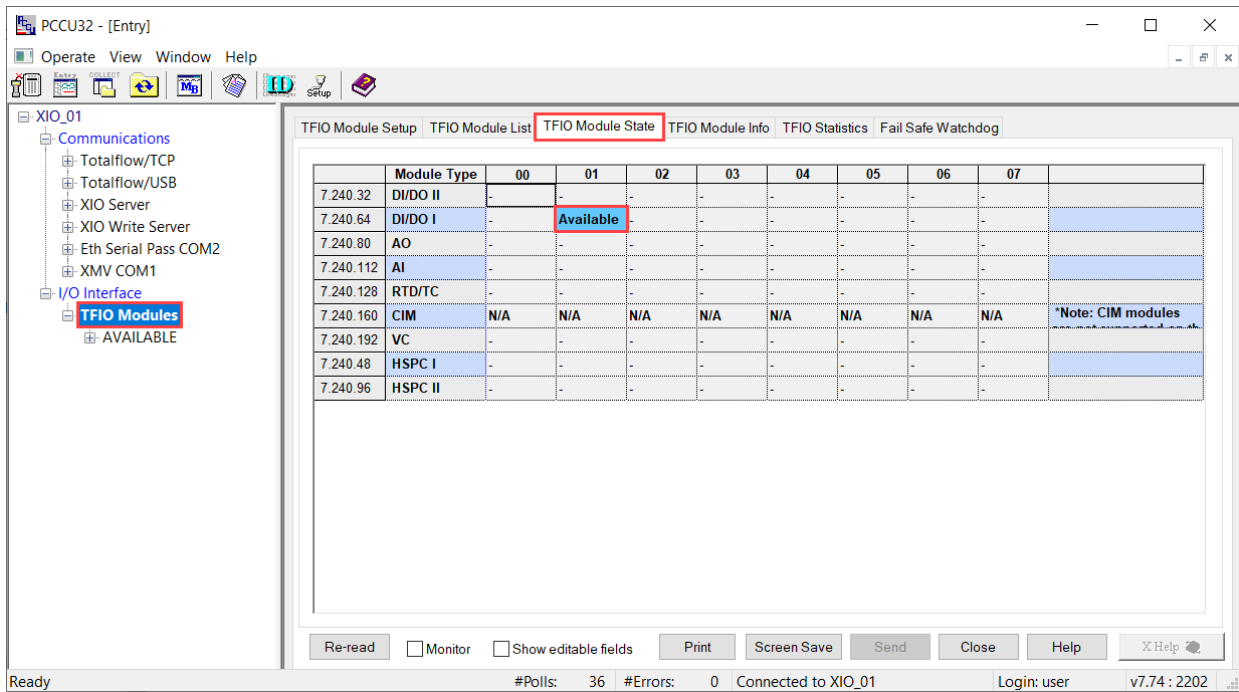 PCCU32 - [Entry]
Operate View Window Help
Entry COLLECT MB ID Setup
XIO_01
Communications
Totalflow/TCP
Totalflow/USB
XIO Server
XIO Write Server
Eth Serial Pass COM2
XMV COM1
I/O Interface
TFIO Modules
AVAILABLE
TFIO Module Setup TFIO Module List TFIO Module State TFIO Module Info TFIO Statistics Fail Safe Watchdog
Module Type 00 01 02 03 04 05 06 07
7.240.32 DI/DO II - - - - - - - -
7.240.64 DI/DO I - Available - - - - - -
7.240.80 AO - - - - - - - -
7.240.112 AI - - - - - - - -
7.240.128 RTD/TC - - - - - - - -
7.240.160 CIM N/A N/A N/A N/A N/A N/A N/A N/A *Note: CIM modules
7.240.192 VC - - - - - - - -
7.240.48 HSPC I - - - - - - - -
7.240.96 HSPC II - - - - - - - -
Re-read Monitor Show editable fields Print Screen Save Send Close Help X Help
Ready #Polls: 36 #Errors: 0 Connected to XIO_01 Login: user v7.74 : 2202